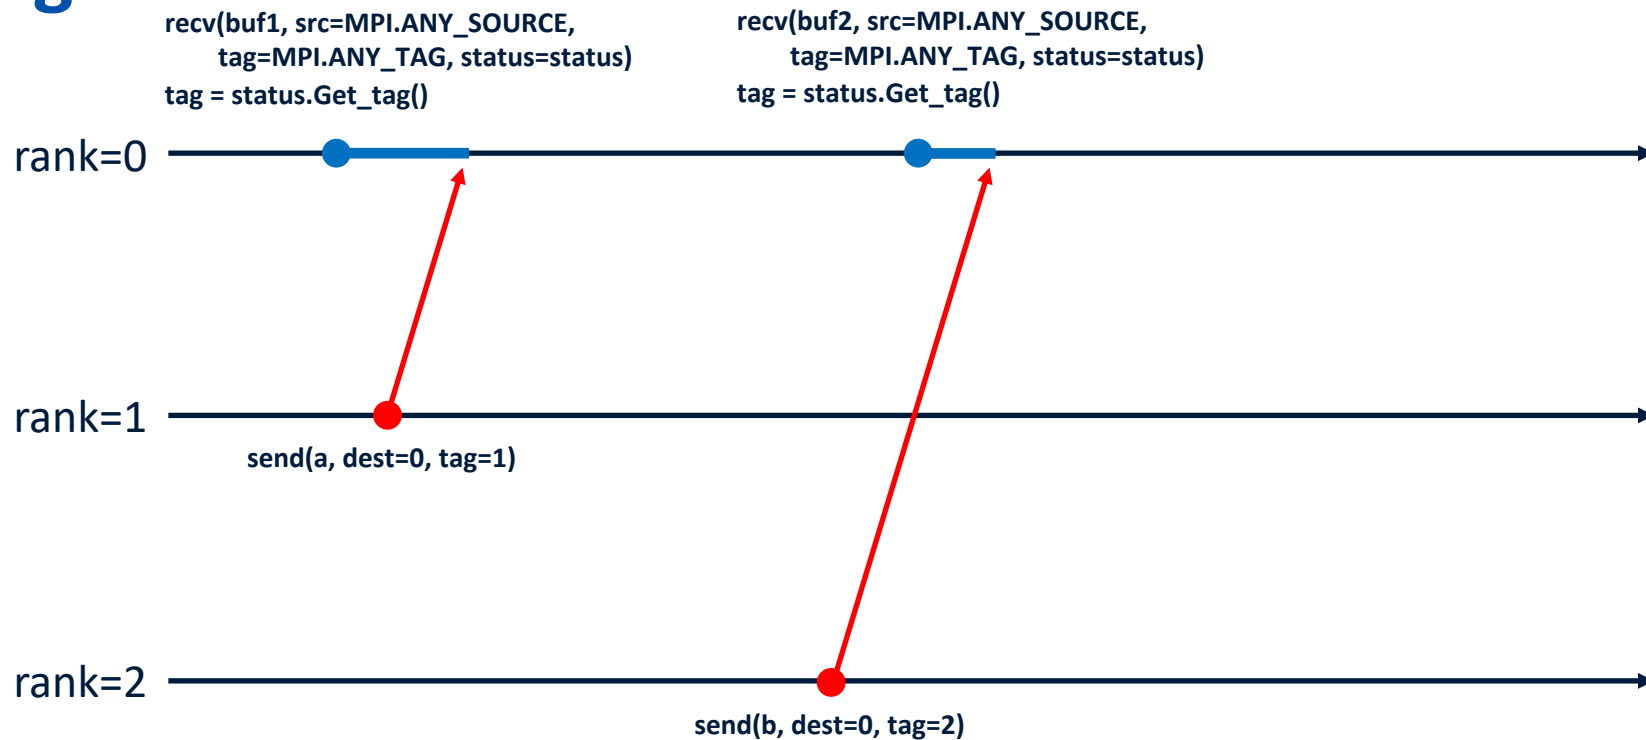 g
recv(buf1, src=MPI.ANY_SOURCE,
tag=MPI.ANY_TAG, status=status)
tag = status.Get_tag()
recv(buf2, src=MPI.ANY_SOURCE,
tag=MPI.ANY_TAG, status=status)
tag = status.Get_tag()
rank=0
rank=1
send(a, dest=0, tag=1)
rank=2
send(b, dest=0, tag=2)